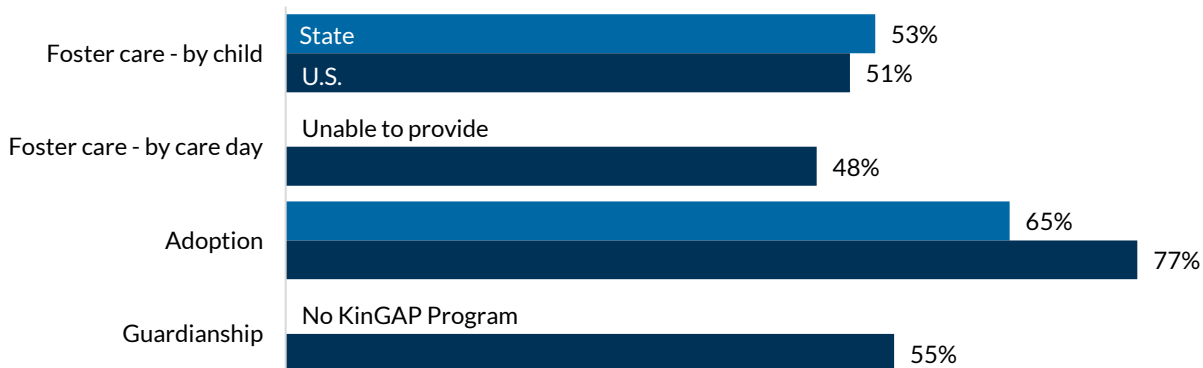 Foster care - by child
State
53%
U.S.
51%
Foster care - by care day
Unable to provide
48%
Adoption
65%
77%
Guardianship
No KinGAP Program
55%